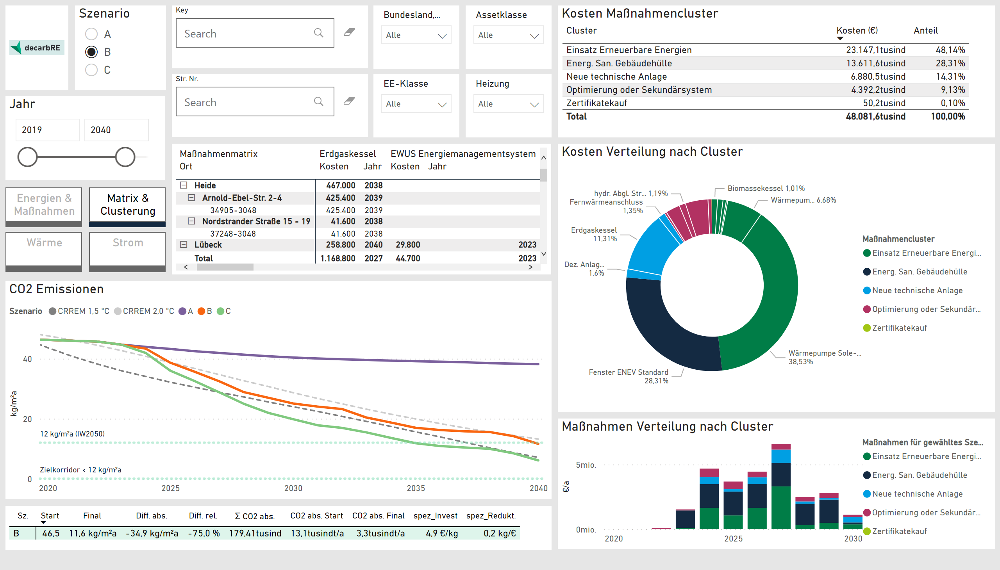 decarbRE
Szenario
A
B
C
Key
Search
Bundesland,...
Alle
Assetklasse
Alle
Str. Nr.
Search
EE-Klasse
Alle
Heizung
Alle
Jahr
2019
2040
Energien &
Maßnahmen
Matrix &
Clusterung
Wärme
Strom
Maßnahmenmatrix Erdgaskessel EWUS Energiemanagementsystem
Ort Kosten Jahr Kosten Jahr
Heide 467.000 2038
Arnold-Ebel-Str. 2-4 425.400 2039
34905-3048 425.400 2039
Nordstrander Straße 15 - 19 41.600 2038
37248-3048 41.600 2038
Lübeck 258.800 2040 29.800 2023
Total 1.168.800 2027 44.700 2023
Kosten Maßnahmencluster
Cluster Kosten (€) Anteil
Einsatz Erneuerbare Energien 23.147,1tusind 48,14%
Energ. San. Gebäudehülle 13.611,6tusind 28,31%
Neue technische Anlage 6.880,5tusind 14,31%
Optimierung oder Sekundärsystem 4.392,2tusind 9,13%
Zertifikatekauf 50,2tusind 0,10%
Total 48.081,6tusind 100,00%
Kosten Verteilung nach Cluster
Biomassekessel 1,01%
hydr. Abgl. Str... 1,19%
Wärmepum... 6,68%
Fernwärmeanschluss
1,35%
Erdgaskessel
11,31%
Dez. Anlag...
1,6%
Wärmepumpe Sole-...
38,53%
Fenster ENEV Standard
28,31%
Maßnahmencluster
Einsatz Erneuerbare Energi...
Energ. San. Gebäudehülle
Neue technische Anlage
Optimierung oder Sekundär...
Zertifikatekauf
CO2 Emissionen
Szenario CRREM 1,5 °C CRREM 2,0 °C A B C
kg/m²a
40
20
12 kg/m²a (IW2050)
Zielkorridor < 12 kg/m²a
0
2020 2025 2030 2035 2040
Sz. Start Final Diff. abs. Diff. rel. Σ CO2 abs. CO2 abs. Start CO2 abs. Final spez_Invest spez_Redukt.
B 46,5 11,6 kg/m²a -34,9 kg/m²a -75,0 % 179,41tusind 13,1tusindt/a 3,3tusindt/a 4,9 €/kg 0,2 kg/€
Maßnahmen Verteilung nach Cluster
€/a
5mio.
0mio.
2020 2025 2030
Maßnahmen für gewähltes Sze...
Einsatz Erneuerbare Energi...
Energ. San. Gebäudehülle
Neue technische Anlage
Optimierung oder Sekundär...
Zertifikatekauf